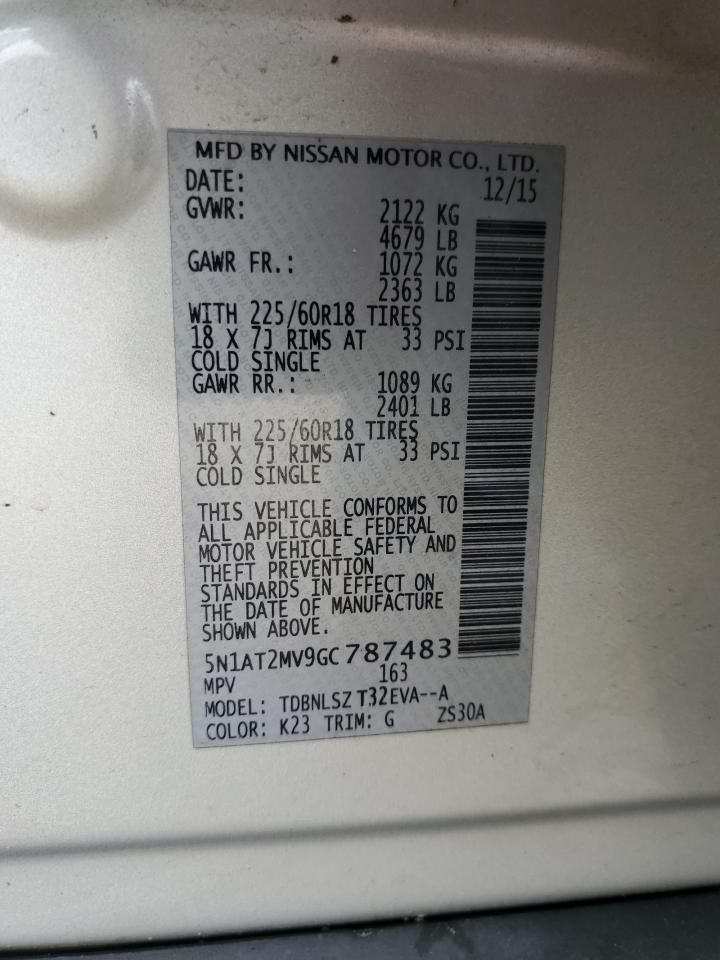 MFD BY NISSAN MOTOR CO., LTD.
DATE: 12/15
GVWR: 2122 KG
4679 LB
GAWR FR.: 1072 KG
2363 LB
WITH 225/60R18 TIRES
18 X 7J RIMS AT 33 PSI
COLD SINGLE
GAWR RR.: 1089 KG
2401 LB
WITH 225/60R18 TIRES
18 X 7J RIMS AT 33 PSI
COLD SINGLE
THIS VEHICLE CONFORMS TO
ALL APPLICABLE FEDERAL
MOTOR VEHICLE SAFETY AND
THEFT PREVENTION
STANDARDS IN EFFECT ON
THE DATE OF MANUFACTURE
SHOWN ABOVE.
5N1AT2MV9GC787483
MPV 163
MODEL: TDBNLSZ T32EVA--A
COLOR: K23 TRIM: G ZS30A